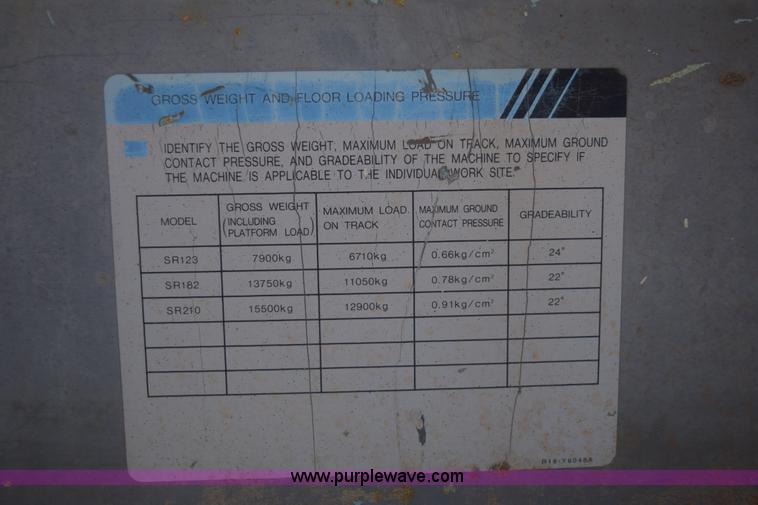 GROSS WEIGHT AND FLOOR LOADING PRESSURE
IDENTIFY THE GROSS WEIGHT, MAXIMUM LOAD ON TRACK, MAXIMUM GROUND
CONTACT PRESSURE, AND GRADEABILITY OF THE MACHINE TO SPECIFY IF
THE MACHINE IS APPLICABLE TO THE INDIVIDUAL WORK SITE.
MODEL GROSS WEIGHT (INCLUDING PLATFORM LOAD) MAXIMUM LOAD ON TRACK MAXIMUM GROUND CONTACT PRESSURE GRADEABILITY
SR123 7900kg 6710kg 0.66kg/cm² 24°
SR182 13750kg 11050kg 0.78kg/cm² 22°
SR210 15500kg 12900kg 0.91kg/cm² 22°
www.purplewave.com